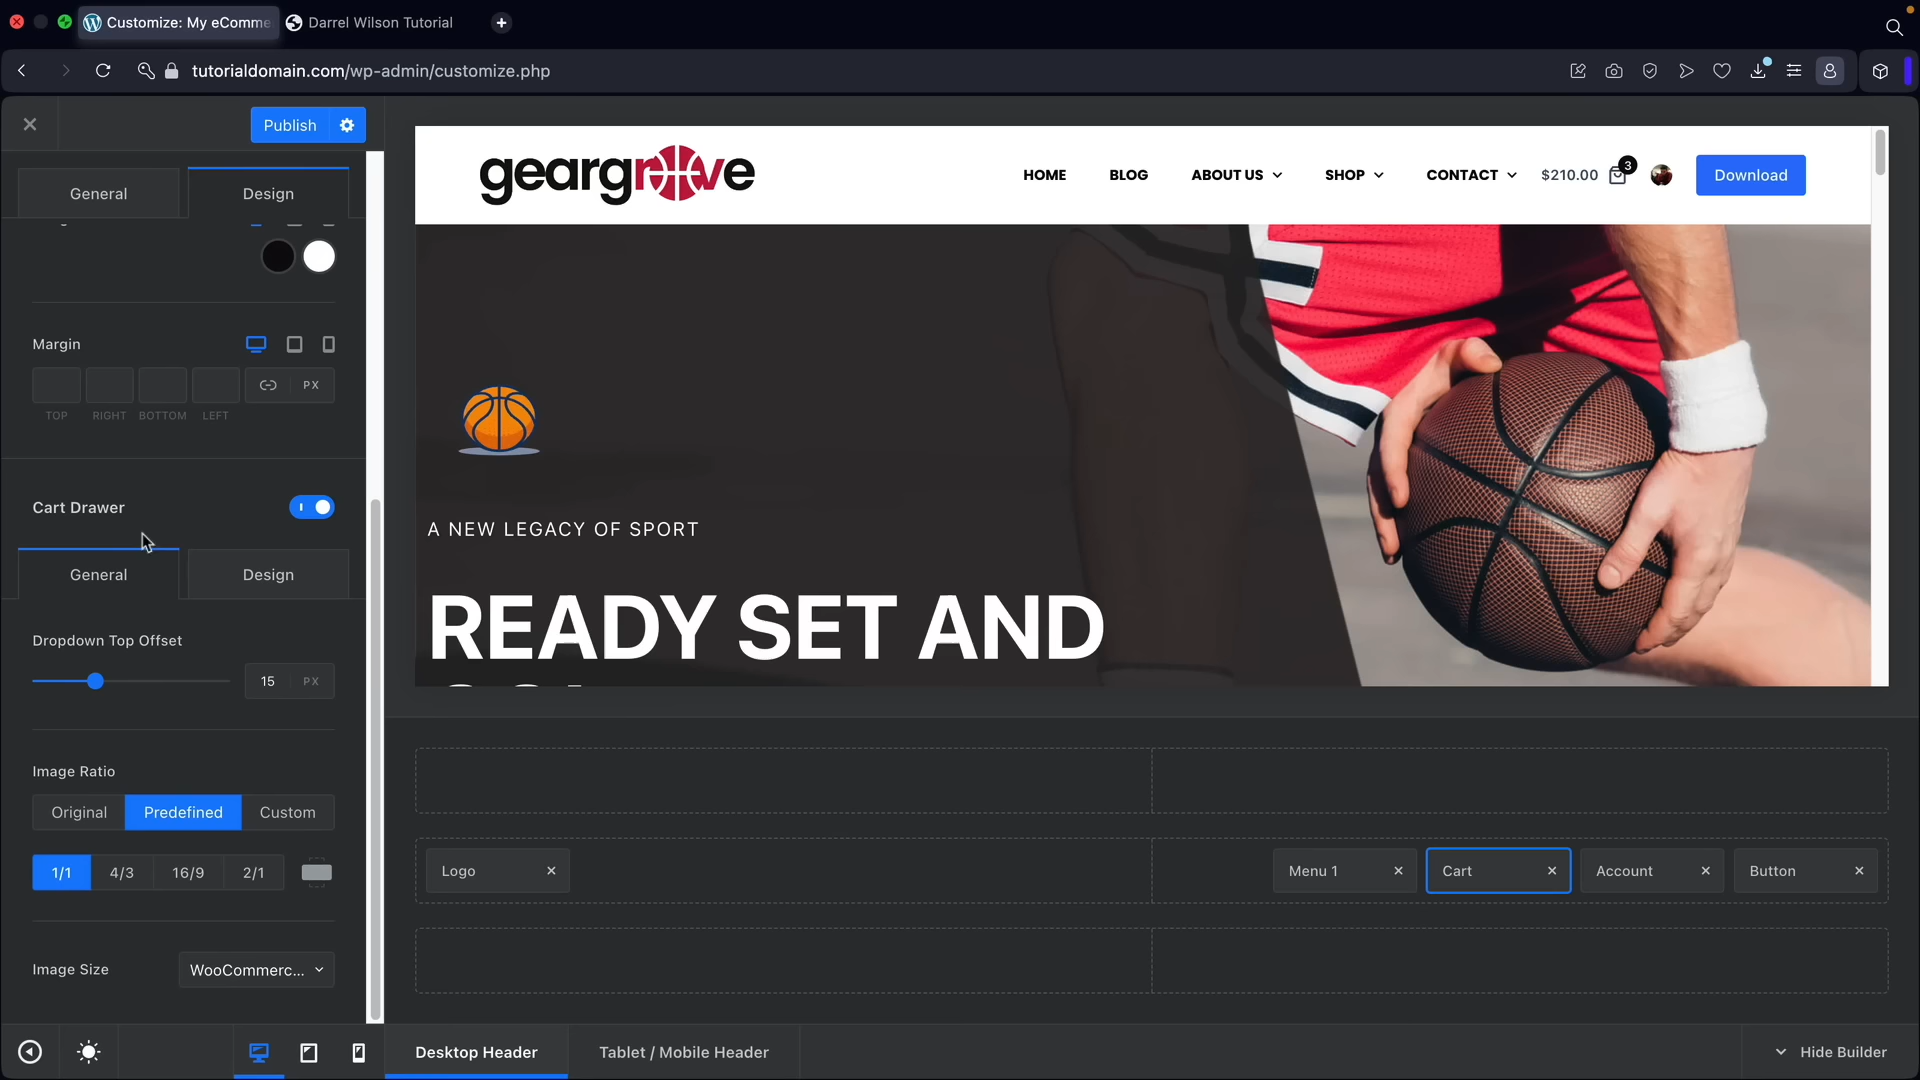 Customize: My eComme
Darrel Wilson Tutorial
tutorialdomain.com/wp-admin/customize.php
Publish
General
Design
Margin
PX
TOP
RIGHT
BOTTOM
LEFT
Cart Drawer
General
Design
Dropdown Top Offset
15 PX
Image Ratio
Original
Predefined
Custom
1/1
4/3
16/9
2/1
Image Size
WooCommerc...
geargroove
HOME
BLOG
ABOUT US
SHOP
CONTACT
$210.00
3
Download
A NEW LEGACY OF SPORT
READY SET AND
Logo
Menu 1
Cart
Account
Button
Desktop Header
Tablet / Mobile Header
Hide Builder